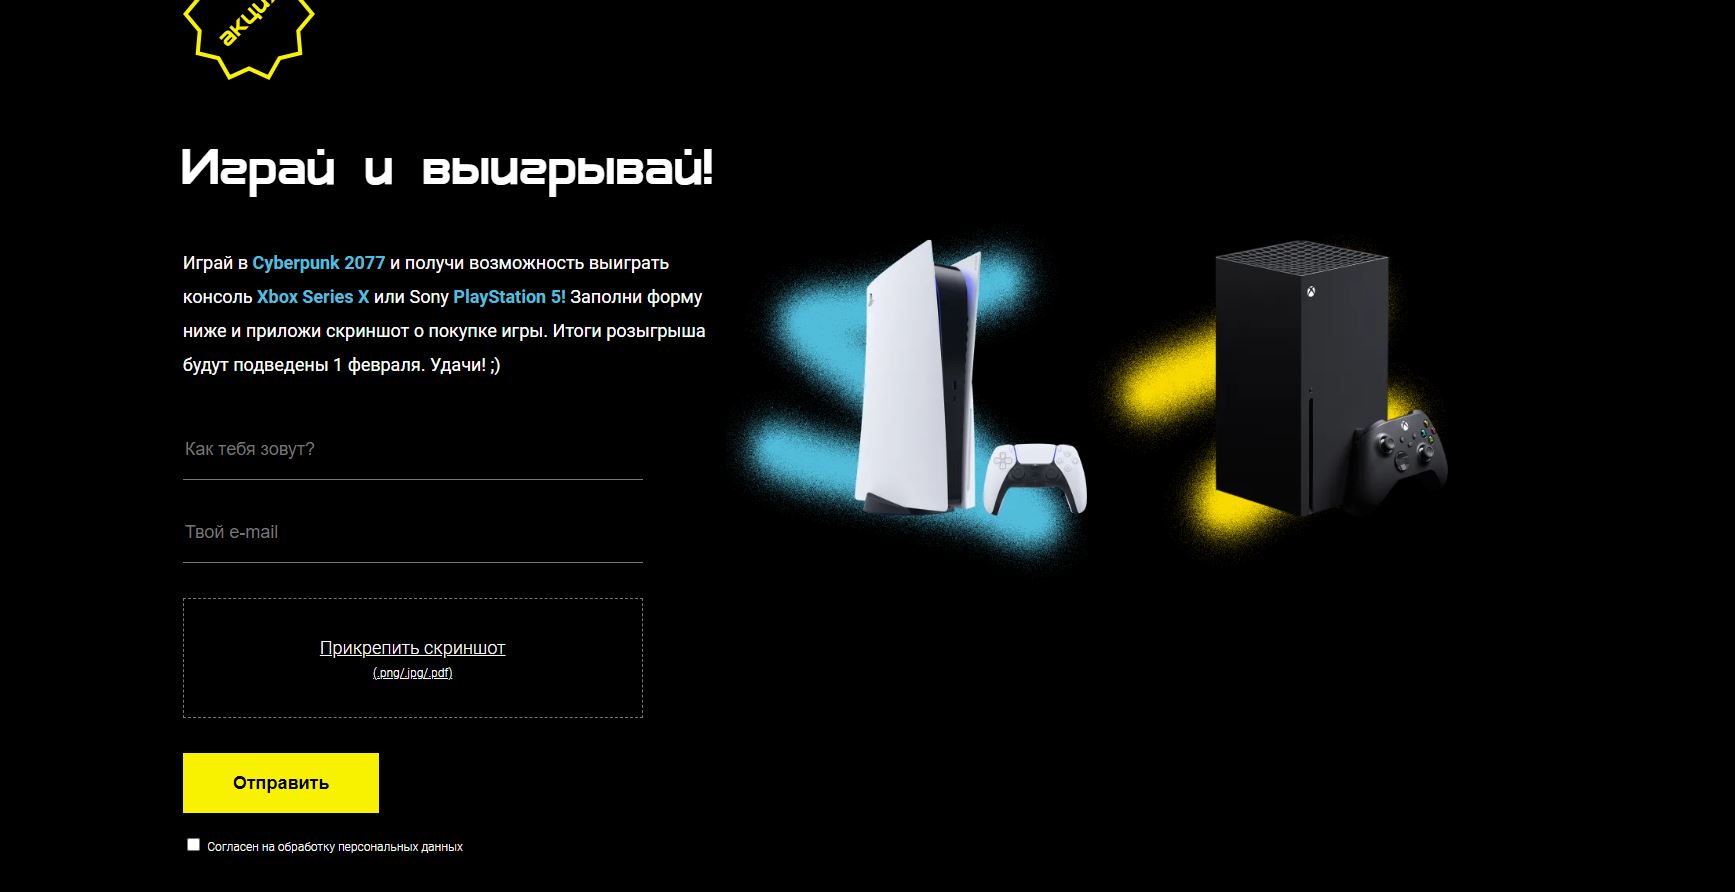 Играй и выигрывай!
Играй в Cyberpunk 2077 и получи возможность выиграть
консоль Xbox Series X или Sony PlayStation 5! Заполни форму
ниже и приложи скриншот о покупке игры. Итоги розыгрыша
будут подведены 1 февраля. Удачи! ;)
Как тебя зовут?
Твой e-mail
Прикрепить скриншот
(.png/.jpg/.pdf)
Отправить
Согласен на обработку персональных данных